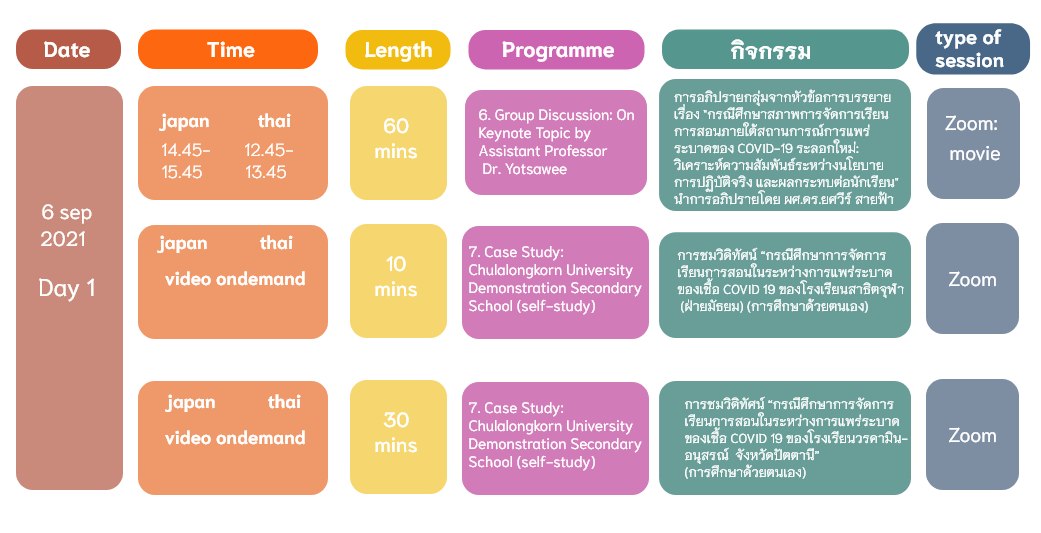 Date
Time
Length
Programme
กิจกรรม
type of
session
6 sep
2021
Day 1
japan thai
14.45- 12.45-
15.45 13.45
60
mins
6. Group Discussion: On
Keynote Topic by
Assistant Professor
Dr. Yotsawee
การอภิปรายกลุ่มจากหัวข้อการบรรยาย
เรื่อง "กรณีศึกษาสภาพการจัดการเรียน
การสอนภายใต้สถานการณ์การแพร่
ระบาดของ COVID-19 ระลอกใหม่:
วิเคราะห์ความสัมพันธ์ระหว่างนโยบาย
การปฏิบัติจริง และผลกระทบต่อนักเรียน"
นำการอภิปรายโดย ผศ.ดร.ยศวีร์ สายฟ้า
Zoom:
movie
japan thai
video ondemand
10
mins
7. Case Study:
Chulalongkorn University
Demonstration Secondary
School (self-study)
การชมวิดิทัศน์ “กรณีศึกษาการจัดการ
เรียนการสอนในระหว่างการแพร่ระบาด
ของเชื้อ COVID 19 ของโรงเรียนสาธิตจุฬา
(ฝ่ายมัธยม) (การศึกษาด้วยตนเอง)
Zoom
japan thai
video ondemand
30
mins
7. Case Study:
Chulalongkorn University
Demonstration Secondary
School (self-study)
การชมวิดิทัศน์ “กรณีศึกษาการจัดการ
เรียนการสอนในระหว่างการแพร่ระบาด
ของเชื้อ COVID 19 ของโรงเรียนวรคามิน-
อนุสรณ์ จังหวัดปัตตานี”
(การศึกษาด้วยตนเอง)
Zoom